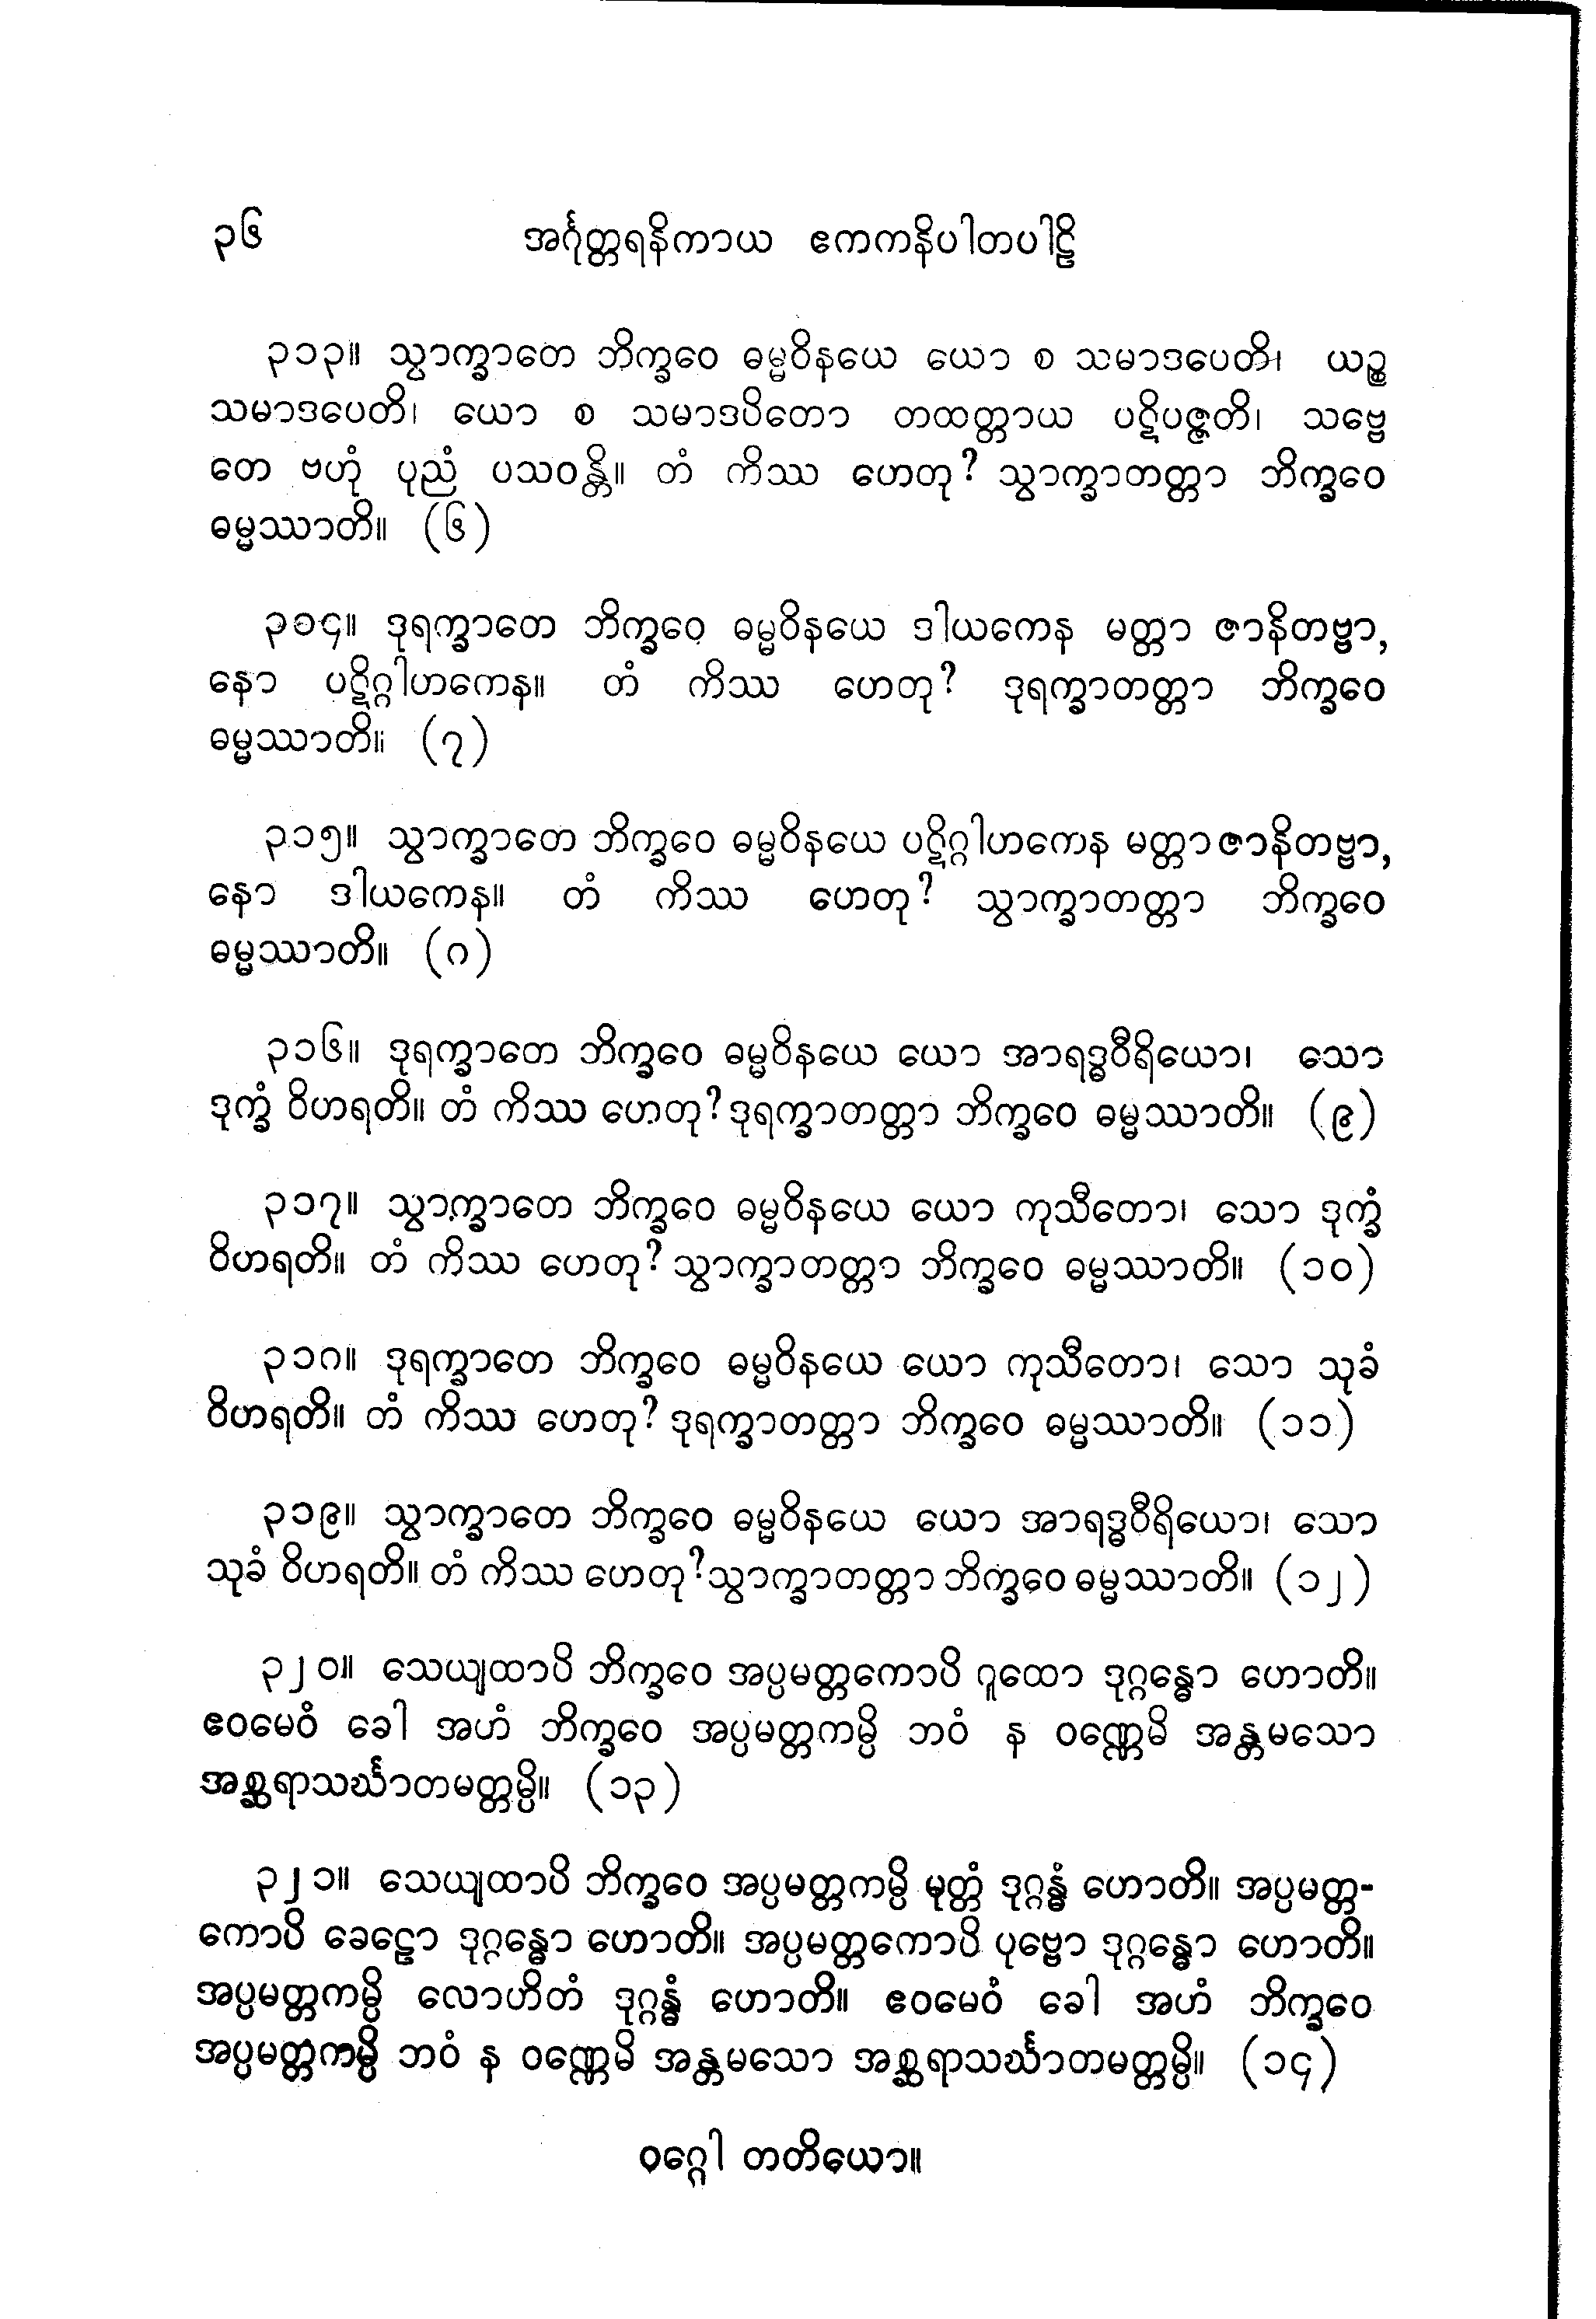 ၃၆ အင်္ဂုတ္တရနိကာယ ဧကကနိပါတပါဠိ
၃၁၃။ သွာက္ခာတေ ဘိက္ခဝေ ဓမ္မဝိနယေ ယော စ သမာဒပေတိ၊ ယဉ္စ
သမာဒပေတိ၊ ယော စ သမာဒပိတော တထတ္တာယ ပဋိပဇ္ဇတိ၊ သဗ္ဗေ
တေ ဗဟုံ ပုညံ ပသဝန္တိ။ တံ ကိဿ ဟေတု? သွာက္ခာတတ္တာ ဘိက္ခဝေ
ဓမ္မဿာတိ။ (၆)
၃၁၄။ ဒုရက္ခာတေ ဘိက္ခဝေ ဓမ္မဝိနယေ ဒါယကေန မတ္တာ ဇာနိတဗ္ဗာ,
နော ပဋိဂ္ဂါဟကေန။ တံ ကိဿ ဟေတု? ဒုရက္ခာတတ္တာ ဘိက္ခဝေ
ဓမ္မဿာတိ။ (၇)
၃၁၅။ သွာက္ခာတေ ဘိက္ခဝေ ဓမ္မဝိနယေ ပဋိဂ္ဂါဟကေန မတ္တာ ဇာနိတဗ္ဗာ,
နော ဒါယကေန။ တံ ကိဿ ဟေတု? သွာက္ခာတတ္တာ ဘိက္ခဝေ
ဓမ္မဿာတိ။ (၈)
၃၁၆။ ဒုရက္ခာတေ ဘိက္ခဝေ ဓမ္မဝိနယေ ယော အာရဒ္ဓဝီရိယော၊ သော
ဒုက္ခံ ဝိဟရတိ။ တံ ကိဿ ဟေတု? ဒုရက္ခာတတ္တာ ဘိက္ခဝေ ဓမ္မဿာတိ။ (၉)
၃၁၇။ သွာက္ခာတေ ဘိက္ခဝေ ဓမ္မဝိနယေ ယော ကုသီတော၊ သော ဒုက္ခံ
ဝိဟရတိ။ တံ ကိဿ ဟေတု? သွာက္ခာတတ္တာ ဘိက္ခဝေ ဓမ္မဿာတိ။ (၁၀)
၃၁၈။ ဒုရက္ခာတေ ဘိက္ခဝေ ဓမ္မဝိနယေ ယော ကုသီတော၊ သော သုခံ
ဝိဟရတိ။ တံ ကိဿ ဟေတု? ဒုရက္ခာတတ္တာ ဘိက္ခဝေ ဓမ္မဿာတိ။ (၁၁)
၃၁၉။ သွာက္ခာတေ ဘိက္ခဝေ ဓမ္မဝိနယေ ယော အာရဒ္ဓဝီရိယော၊ သော
သုခံ ဝိဟရတိ။ တံ ကိဿ ဟေတု? သွာက္ခာတတ္တာ ဘိက္ခဝေ ဓမ္မဿာတိ။ (၁၂)
၃၂၀။ သေယျထာပိ ဘိက္ခဝေ အပ္ပမတ္တကောပိ ဂူထော ဒုဂ္ဂန္ဓော ဟောတိ။
ဧဝမေဝံ ခေါ အဟံ ဘိက္ခဝေ အပ္ပမတ္တကမ္ပိ ဘဝံ န ဝဏ္ဏေမိ အန္တမသော
အစ္ဆရာသင်္ဃာတမတ္တမ္ပိ။ (၁၃)
၃၂၁။ သေယျထာပိ ဘိက္ခဝေ အပ္ပမတ္တကမ္ပိ မုတ္တံ ဒုဂ္ဂန္ဓံ ဟောတိ။ အပ္ပမတ္တ-
ကောပိ ခေဠော ဒုဂ္ဂန္ဓော ဟောတိ။ အပ္ပမတ္တကောပိ ပုဗ္ဗော ဒုဂ္ဂန္ဓော ဟောတိ။
အပ္ပမတ္တကမ္ပိ လောဟိတံ ဒုဂ္ဂန္ဓံ ဟောတိ။ ဧဝမေဝံ ခေါ အဟံ ဘိက္ခဝေ
အပ္ပမတ္တကမ္ပိ ဘဝံ န ဝဏ္ဏေမိ အန္တမသော အစ္ဆရာသင်္ဃာတမတ္တမ္ပိ။ (၁၄)
ဝဂ္ဂေါ တတိယော။